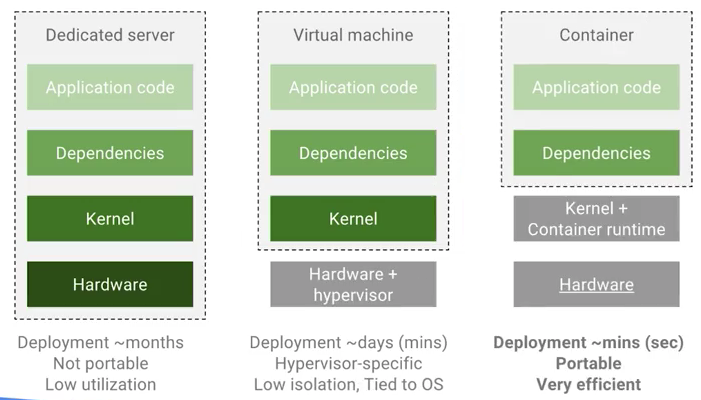 Dedicated server
Application code
Dependencies
Kernel
Hardware
Deployment ~months
Not portable
Low utilization
Virtual machine
Application code
Dependencies
Kernel
Hardware +
hypervisor
Deployment ~days (mins)
Hypervisor-specific
Low isolation, Tied to OS
Container
Application code
Dependencies
Kernel +
Container runtime
Hardware
Deployment ~mins (sec)
Portable
Very efficient